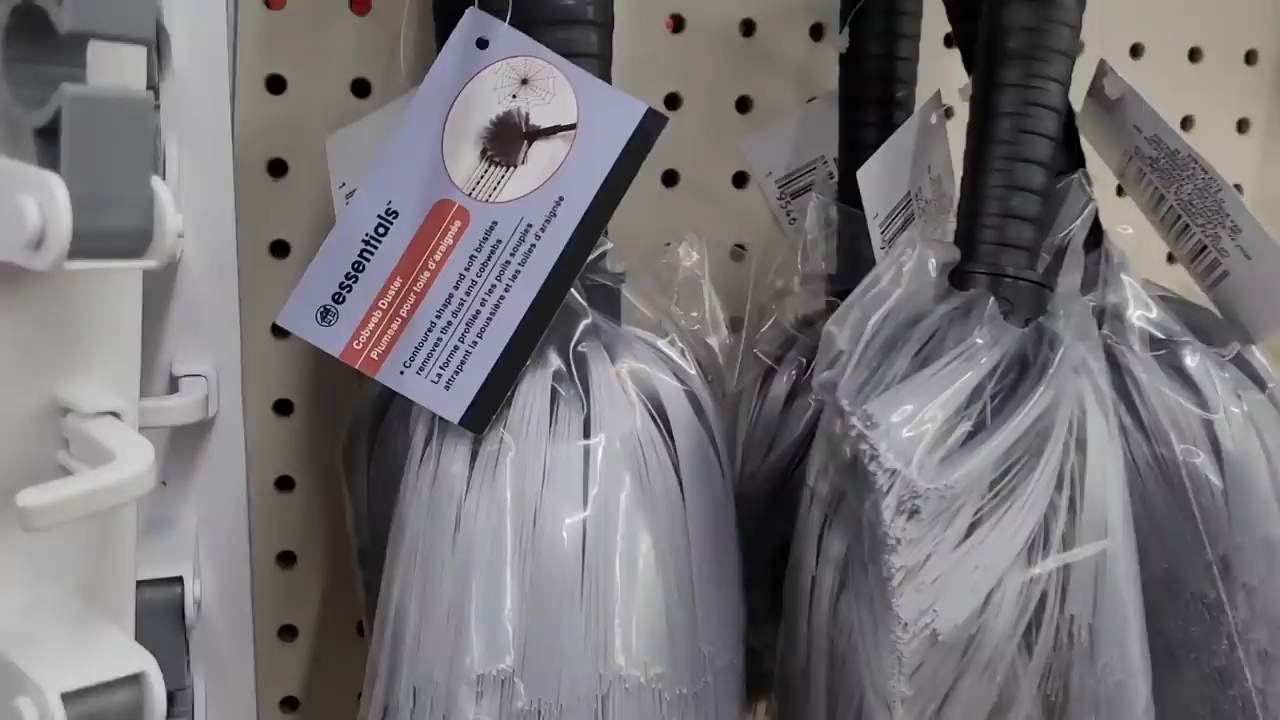 essentials™
Cobweb Duster
Plumeau pour toile d'araignée
• Contoured shape and soft bristles
removes the dust and cobwebs
La forme profilée et les poils souples
attrapent la poussière et les toiles d'araignée